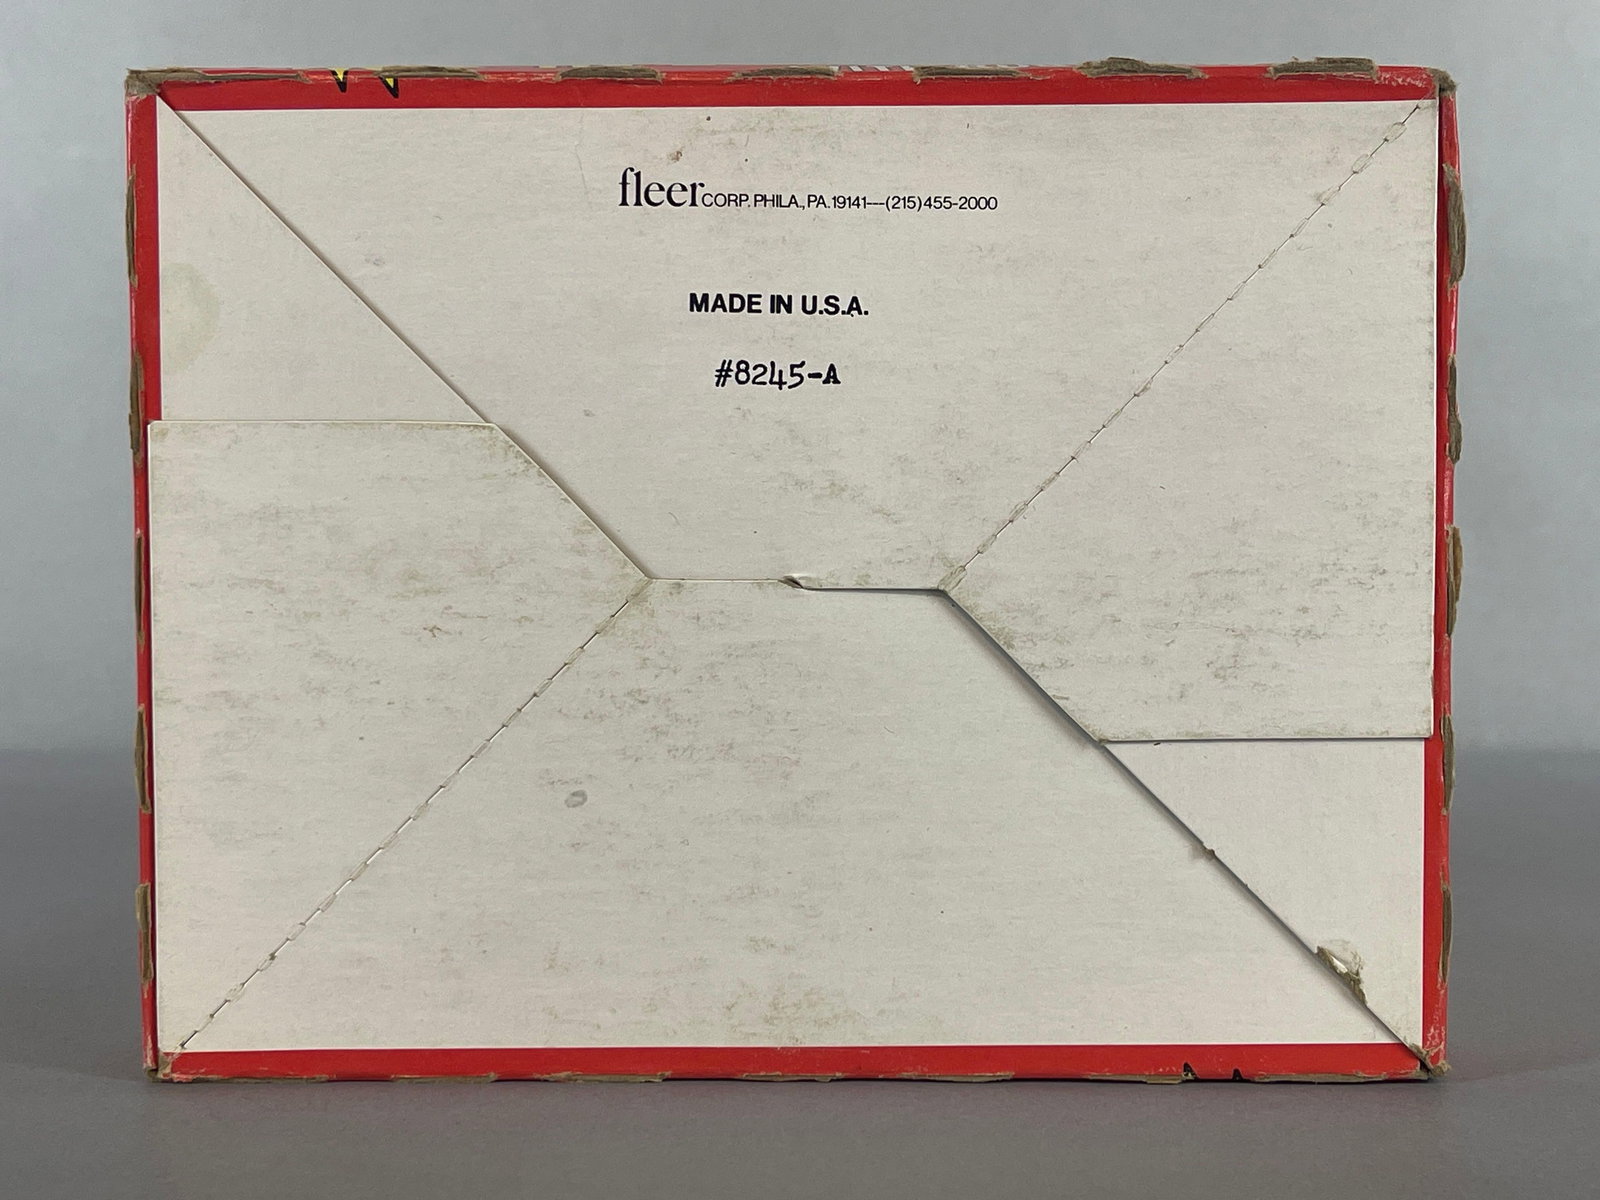 fleer CORP. PHILA., PA. 19141—(215) 455-2000
MADE IN U.S.A.
#8245-A